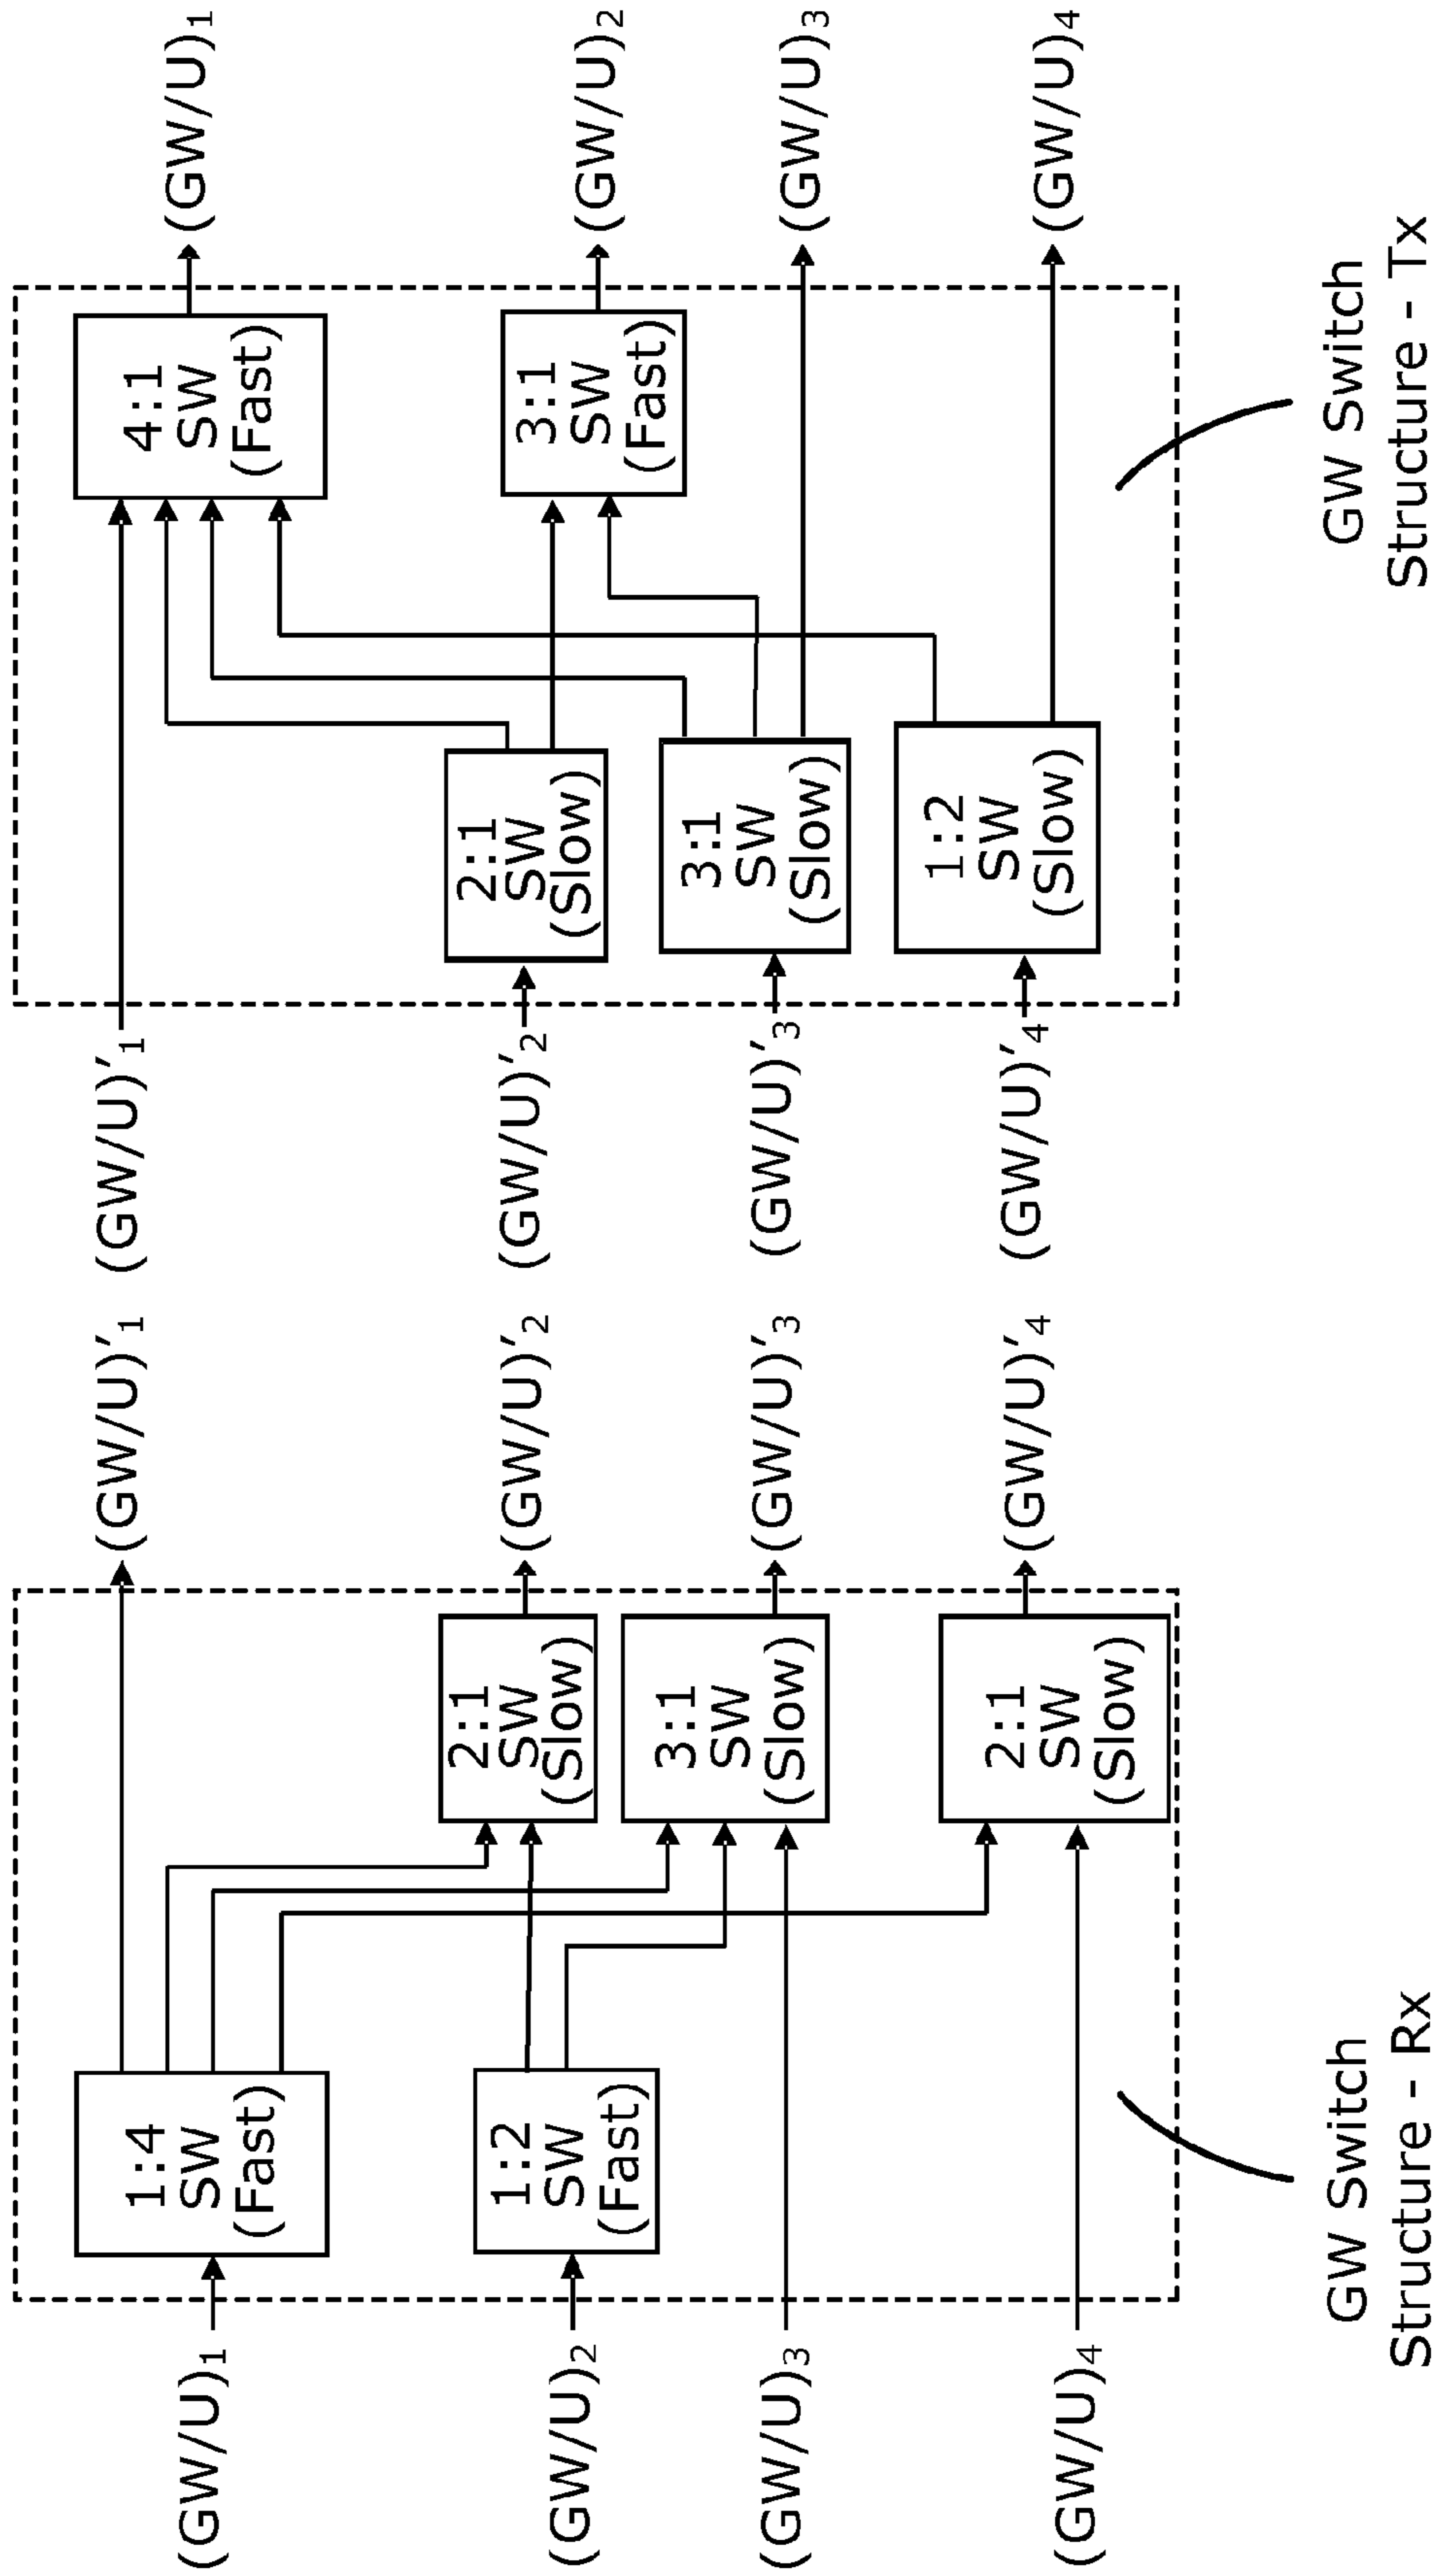 (GW/U)1
1:4
SW
(Fast)
(GW/U)′1
(GW/U)2
1:2
SW
(Fast)
2:1
SW
(Slow)
(GW/U)′2
(GW/U)3
3:1
SW
(Slow)
(GW/U)′3
(GW/U)4
2:1
SW
(Slow)
(GW/U)′4
GW Switch
Structure - Rx
(GW/U)′1
4:1
SW
(Fast)
(GW/U)1
(GW/U)′2
2:1
SW
(Slow)
3:1
SW
(Fast)
(GW/U)2
(GW/U)′3
3:1
SW
(Slow)
(GW/U)3
(GW/U)′4
1:2
SW
(Slow)
(GW/U)4
GW Switch
Structure - Tx